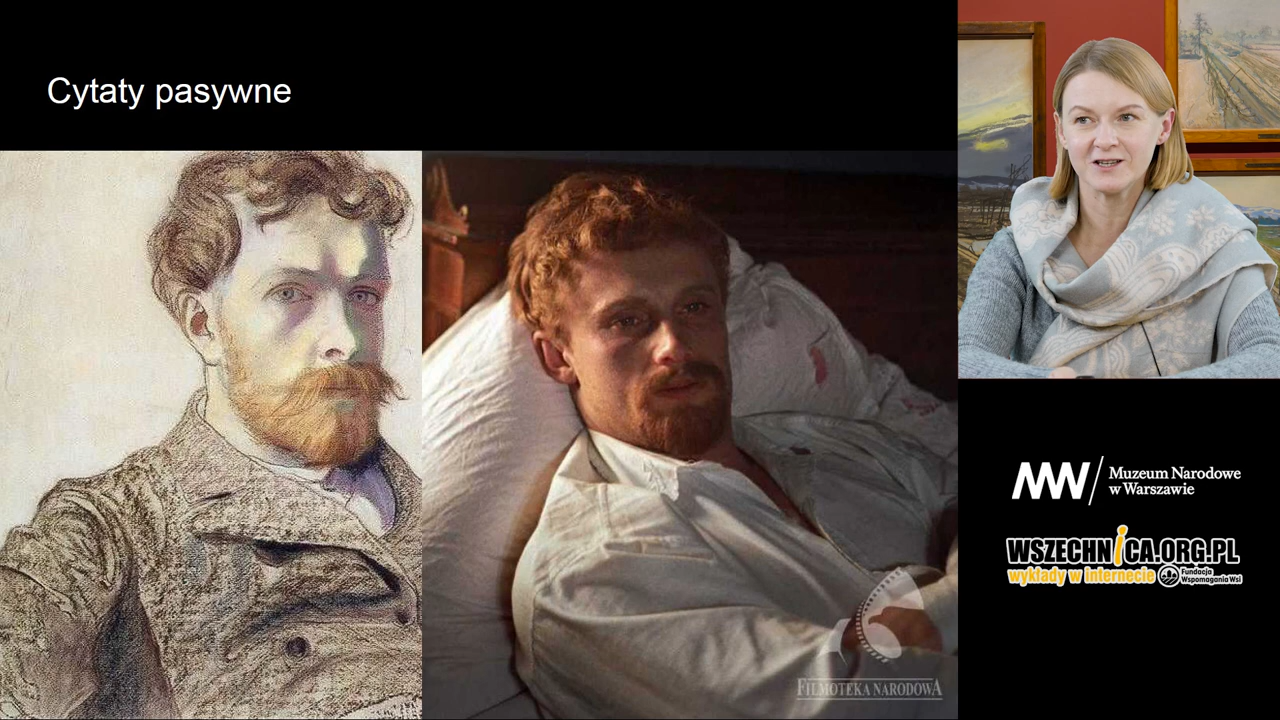 Cytaty pasywne
FILMOTEKA NARODOWA
MNW
Muzeum Narodowe
w Warszawie
WSZECHNICA.ORG.PL
wykłady w internecie
Fundacja
Wspomagania Wsi